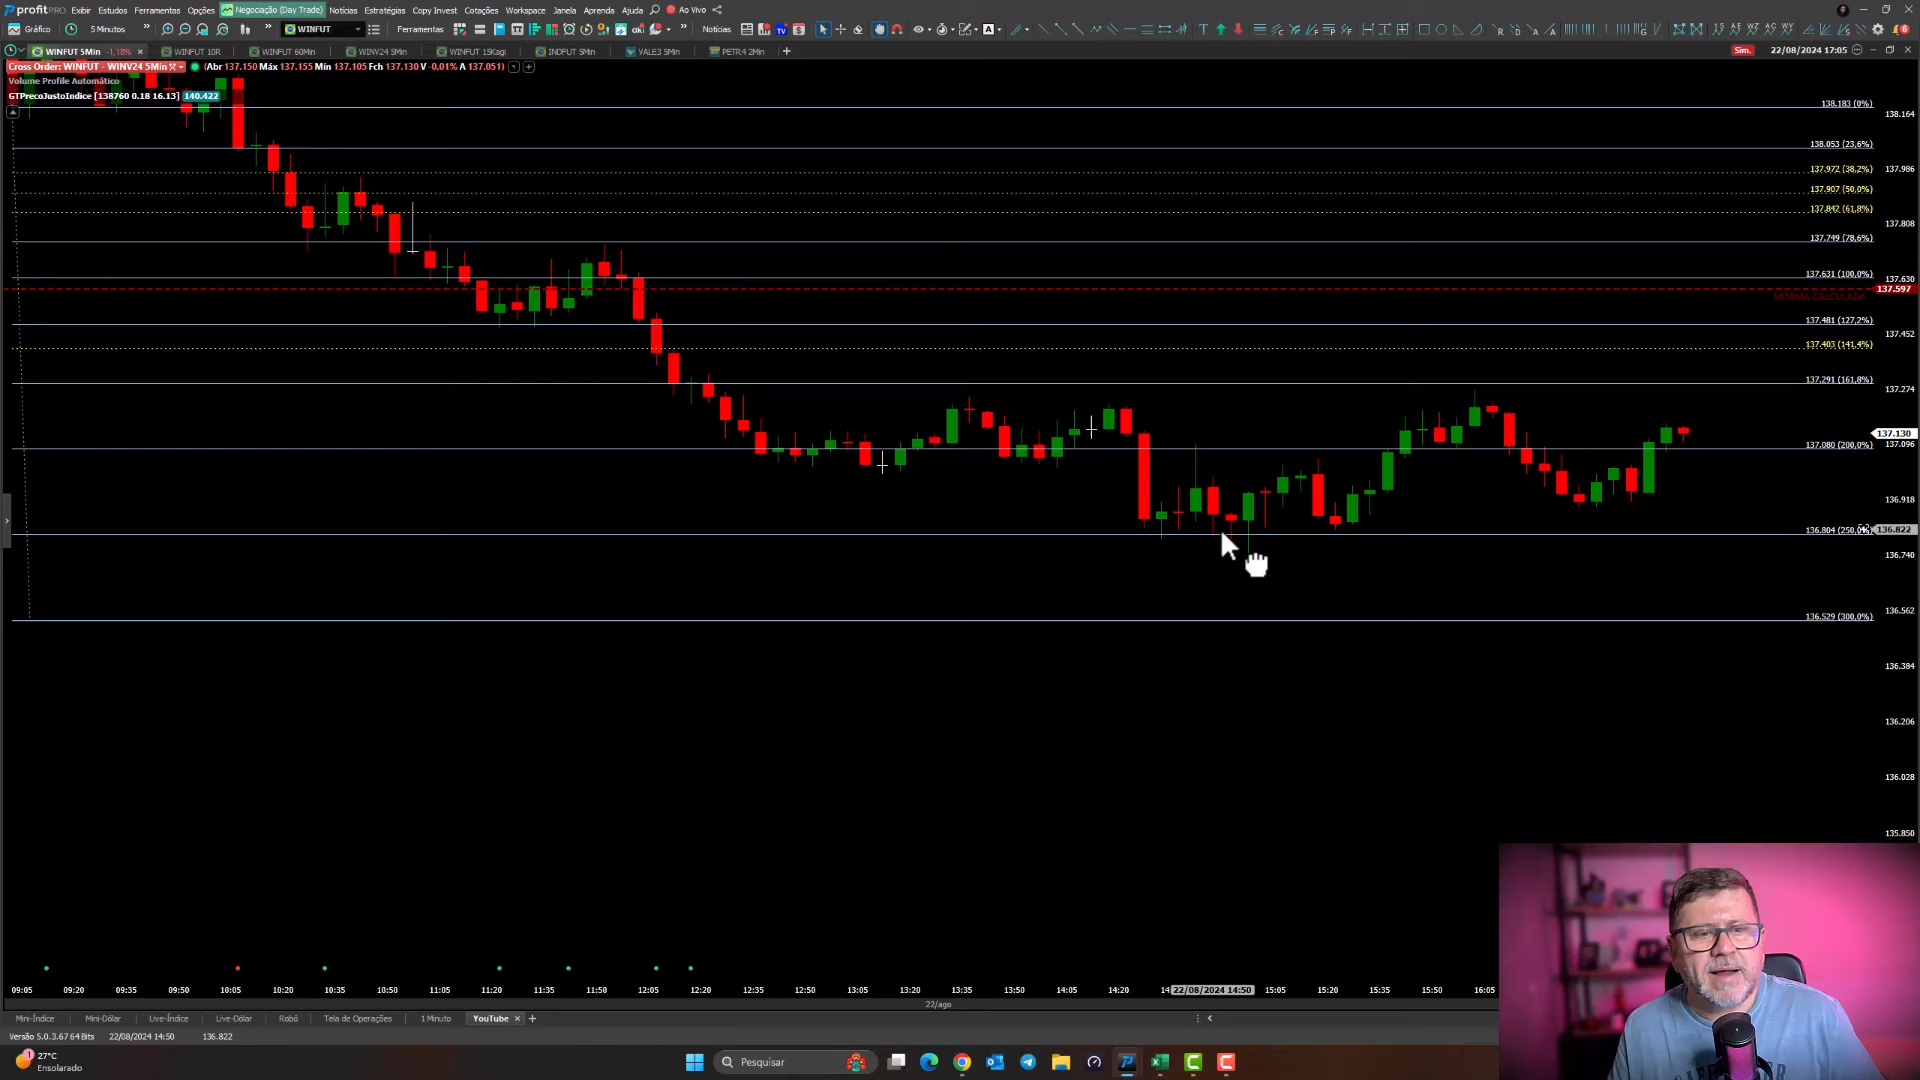 profitPRO Exibir Estudos Ferramentas Opções Negociação (Day Trade) Notícias Estratégias Copy Invest Cotações Workspace Janela Aprenda Ajuda Ao Vivo
Gráfico 5 Minutos » » WINFUT Ferramentas » Notícias
WINFUT 5Min -1,18% × WINFUT 10R WINFUT 60Min WINV24 5Min WINFUT 15Kagi INDFUT 5Min VALE3 5Min PETR4 2Min + Sim. 22/08/2024 17:05
Cross Order: WINFUT - WINV24 5Min (Abr 137.150 Máx 137.155 Mín 137.105 Fch 137.130 V -0,01% A 137.051)
Volume Profile Automático
GTPrecoJustoIndice [138760 0.18 16.13] 140.422
138.183 (0%)
138.164
138.053 (23,6%)
137.972 (38,2%)
137.986
137.907 (50,0%)
137.842 (61,8%)
137.808
137.749 (78,6%)
137.631 (100,0%)
137.630
137.597
MÍNIMA CALCULADA
137.481 (127,2%)
137.452
137.403 (141,4%)
137.291 (161,8%)
137.274
137.130
137.080 (200,0%)
137.096
136.918
136.804 (250,0%)
136.822
136.740
136.529 (300,0%)
136.562
136.384
136.206
136.028
135.850
09:05 09:20 09:35 09:50 10:05 10:20 10:35 10:50 11:05 11:20 11:35 11:50 12:05 12:20 12:35 12:50 13:05 13:20 13:35 13:50 14:05 14:20 14 22/08/2024 14:50 15:05 15:20 15:35 15:50 16:05
22/ago
Mini-Índice Mini-Dólar Live-Índice Live-Dólar Robô Tela de Operações 1 Minuto YouTube × +
Versão 5.0.3.67 64 Bits 22/08/2024 14:50 136.822
1 27°C
Ensolarado
Pesquisar